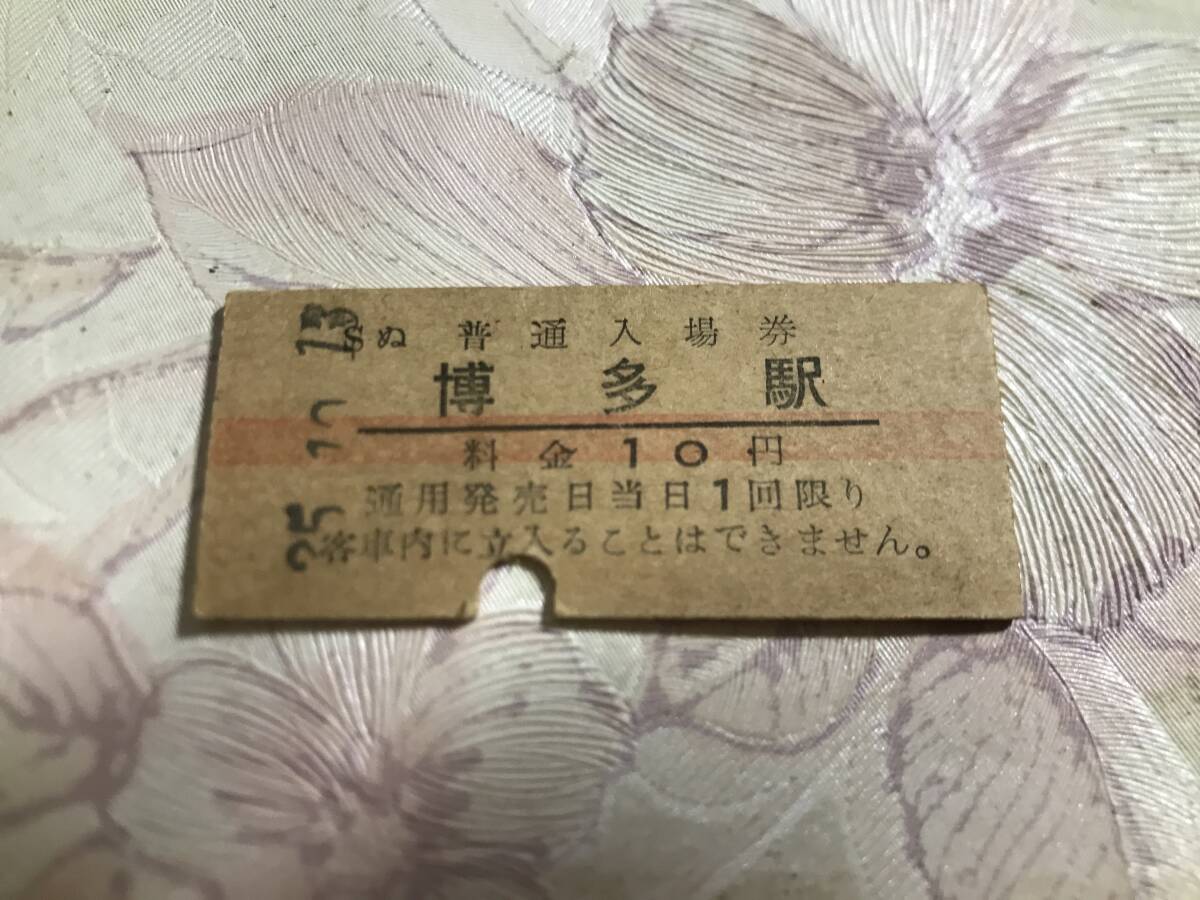 ぬ 普通入場券
博多駅
料金10円
通用発売日当日1回限り
客車内に立入ることはできません。